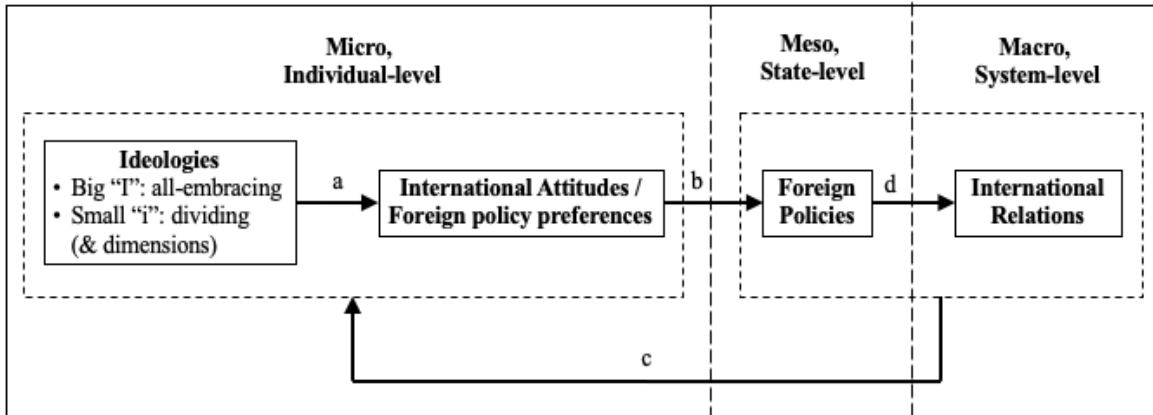 Micro,
Individual-level
Meso,
State-level
Macro,
System-level
Ideologies
• Big “I”: all-embracing
• Small “i”: dividing
(& dimensions)
a
International Attitudes /
Foreign policy preferences
b
Foreign
Policies
d
International
Relations
c